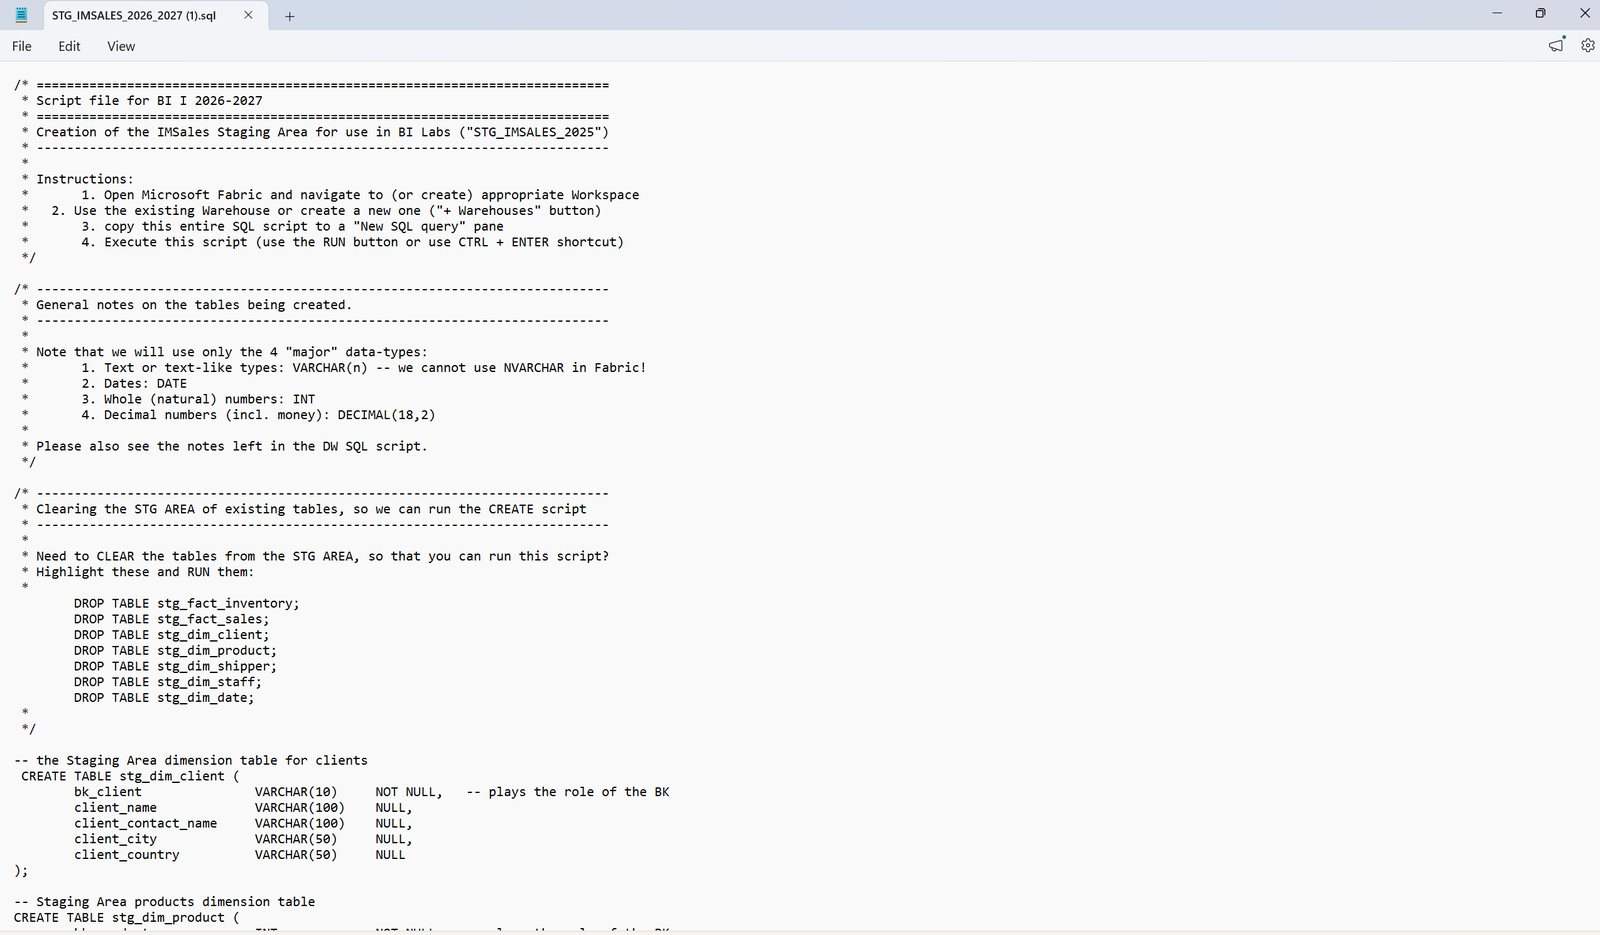 STG_IMSALES_2026_2027 (1).sql
File Edit View
/* ============================================================================
 * Script file for BI I 2026-2027
 * ============================================================================
 * Creation of the IMSales Staging Area for use in BI Labs ("STG_IMSALES_2025")
 * ----------------------------------------------------------------------------
 *
 * Instructions:
 *       1. Open Microsoft Fabric and navigate to (or create) appropriate Workspace
 *   2. Use the existing Warehouse or create a new one ("+ Warehouses" button)
 *       3. copy this entire SQL script to a "New SQL query" pane
 *       4. Execute this script (use the RUN button or use CTRL + ENTER shortcut)
 */

/* ----------------------------------------------------------------------------
 * General notes on the tables being created.
 * ----------------------------------------------------------------------------
 *
 * Note that we will use only the 4 "major" data-types:
 *       1. Text or text-like types: VARCHAR(n) -- we cannot use NVARCHAR in Fabric!
 *       2. Dates: DATE
 *       3. Whole (natural) numbers: INT
 *       4. Decimal numbers (incl. money): DECIMAL(18,2)
 *
 * Please also see the notes left in the DW SQL script.
 */

/* ----------------------------------------------------------------------------
 * Clearing the STG AREA of existing tables, so we can run the CREATE script
 * ----------------------------------------------------------------------------
 *
 * Need to CLEAR the tables from the STG AREA, so that you can run this script?
 * Highlight these and RUN them:
 *
        DROP TABLE stg_fact_inventory;
        DROP TABLE stg_fact_sales;
        DROP TABLE stg_dim_client;
        DROP TABLE stg_dim_product;
        DROP TABLE stg_dim_shipper;
        DROP TABLE stg_dim_staff;
        DROP TABLE stg_dim_date;
 *
 */

-- the Staging Area dimension table for clients
 CREATE TABLE stg_dim_client (
        bk_client               VARCHAR(10)     NOT NULL,   -- plays the role of the BK
        client_name             VARCHAR(100)    NULL,
        client_contact_name     VARCHAR(100)    NULL,
        client_city             VARCHAR(50)     NULL,
        client_country          VARCHAR(50)     NULL
);

-- Staging Area products dimension table
CREATE TABLE stg_dim_product (